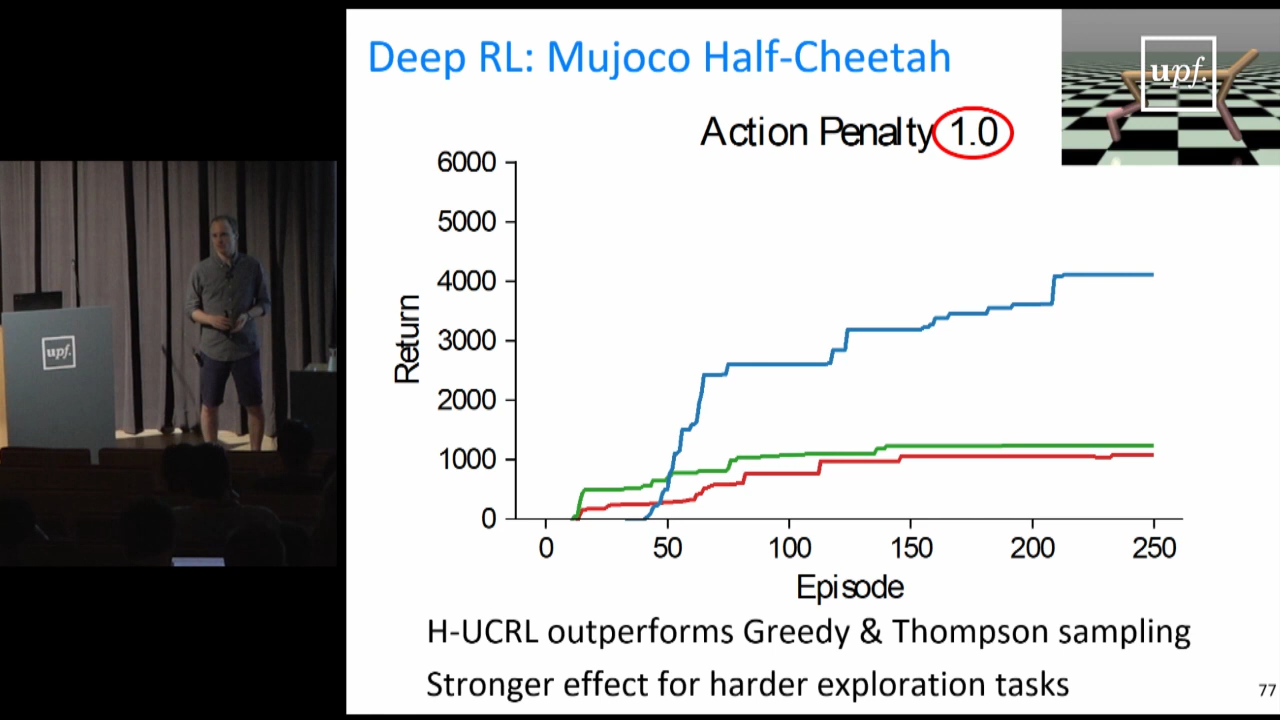 Deep RL: Mujoco Half-Cheetah
upf.
Action Penalty 1.0
6000
5000
4000
3000
2000
1000
0
Return
0 50 100 150 200 250
Episode
H-UCRL outperforms Greedy & Thompson sampling
Stronger effect for harder exploration tasks
77
upf.